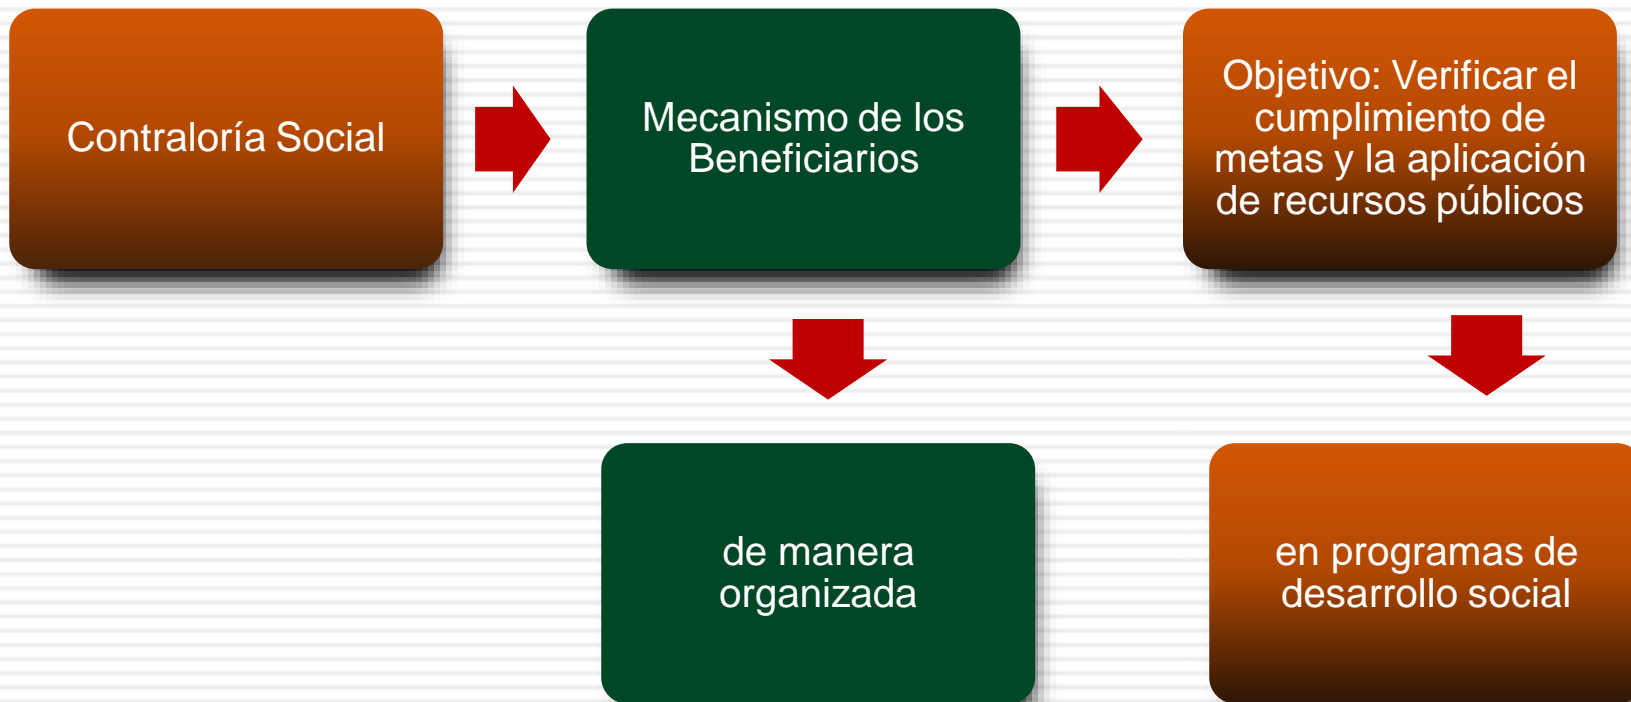 Contraloría Social
Mecanismo de los
Beneficiarios
Objetivo: Verificar el
cumplimiento de
metas y la aplicación
de recursos públicos
de manera
organizada
en programas de
desarrollo social